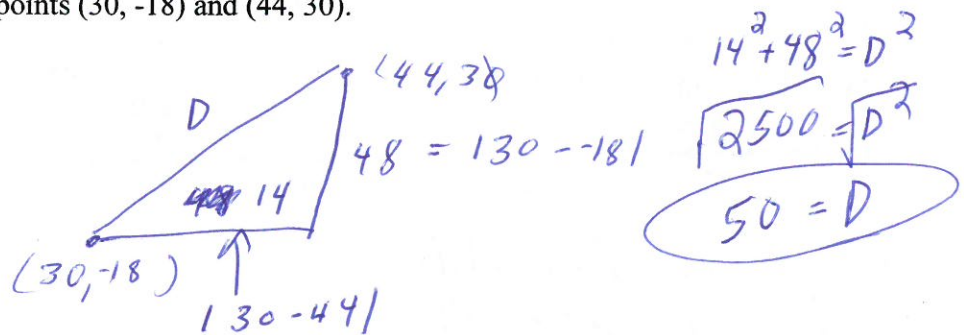 points (30, -18) and (44, 30).
14² + 48² = D²
(44, 30)
D
√2500 = √D²
48 = |30 - -18|
14
50 = D
(30, -18)
|30 - 44|